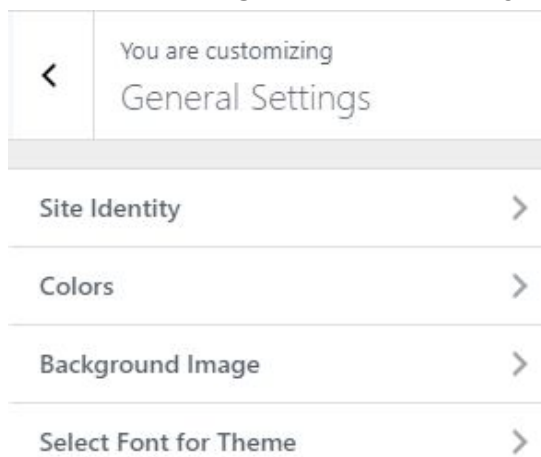 You are customizing
General Settings
Site Identity
Colors
Background Image
Select Font for Theme